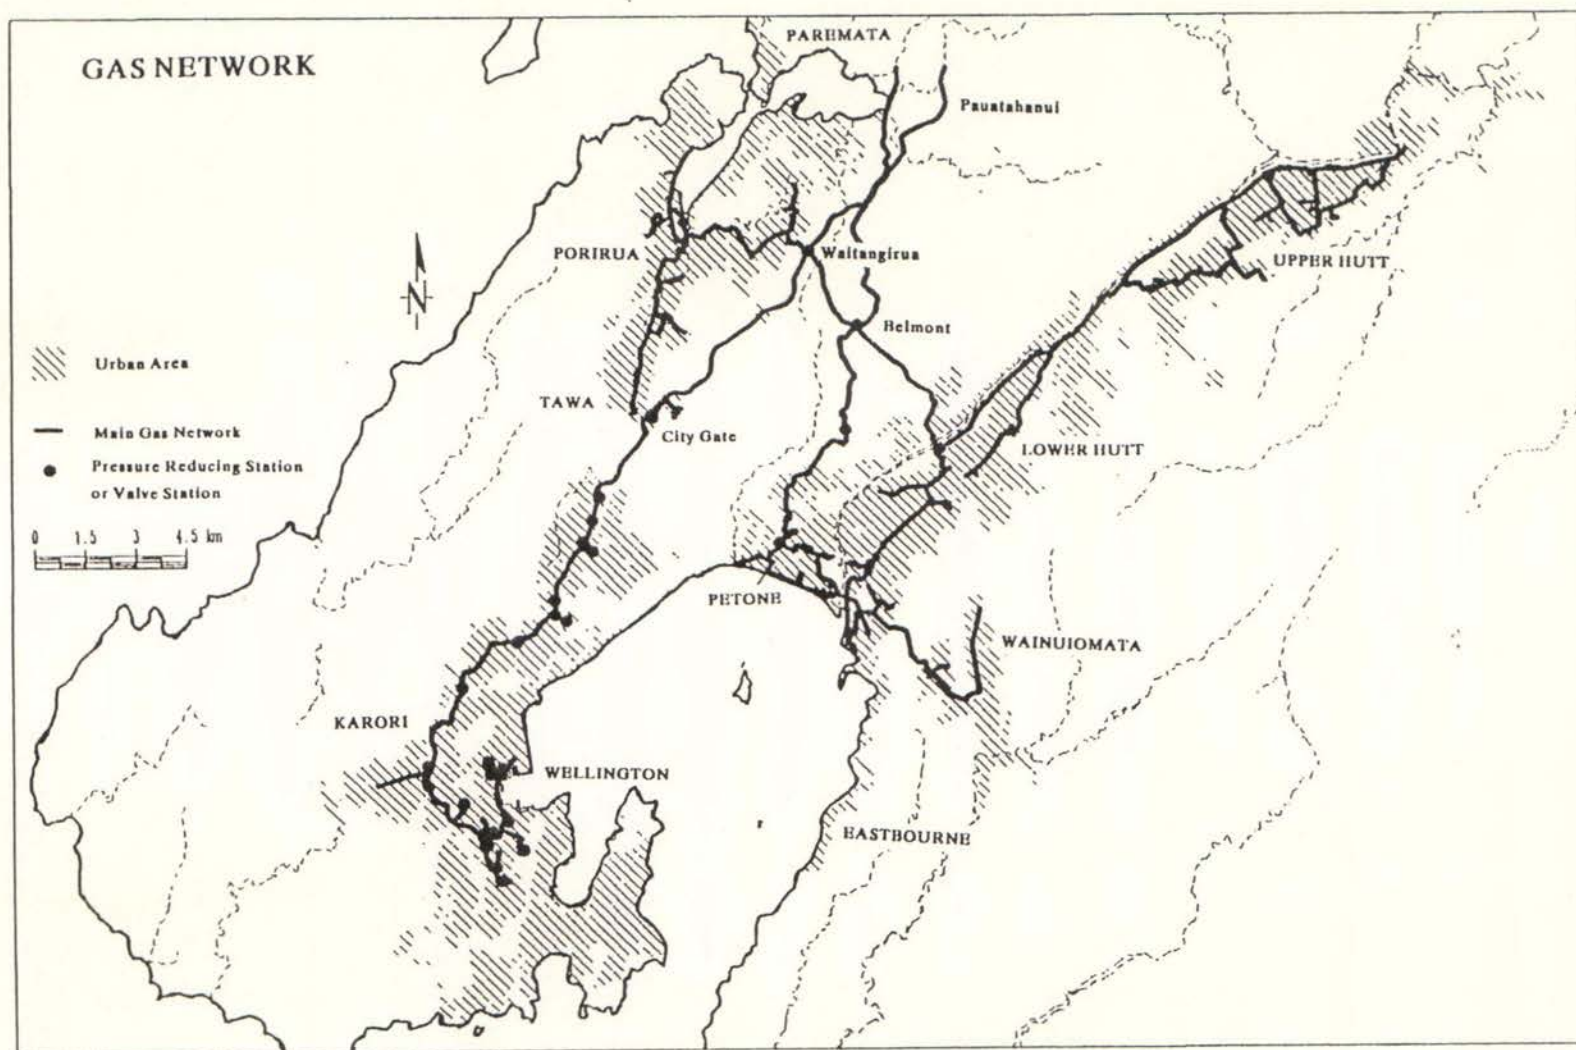 GAS NETWORK
PAREMATA
Pauatahanui
PORIRUA
Waitangirua
UPPER HUTT
N
Belmont
Urban Area
TAWA
Main Gas Network
City Gate
LOWER HUTT
Pressure Reducing Station
or Valve Station
0 1.5 3 4.5 km
PETONE
WAINUIOMATA
KARORI
WELLINGTON
EASTBOURNE